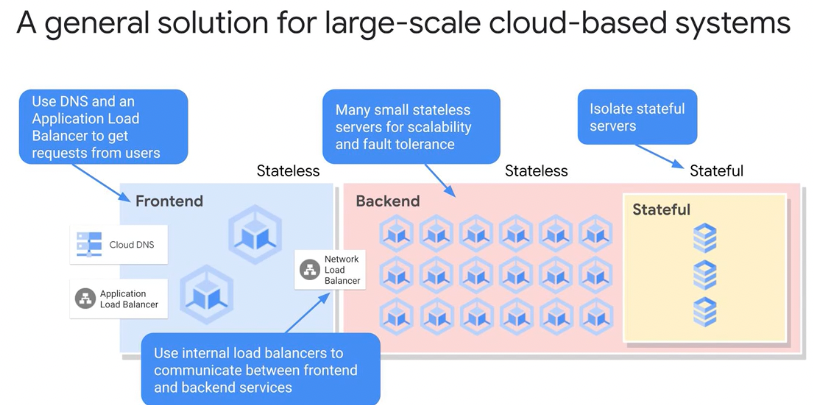 A general solution for large-scale cloud-based systems
Use DNS and an
Application Load
Balancer to get
requests from users
Many small stateless
servers for scalability
and fault tolerance
Isolate stateful
servers
Stateless
Stateless
Stateful
Frontend
Backend
Stateful
Cloud DNS
Network
Load
Balancer
Application
Load Balancer
Use internal load balancers to
communicate between frontend
and backend services